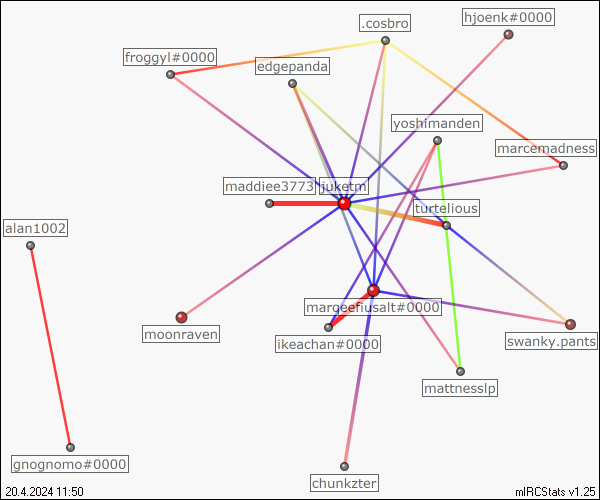 .cosbro
hjoenk#0000
froggyl#0000
edgepanda
yoshimanden
marcemadness
maddiee3773
juketm
turtelious
alan1002
marqeefiusalt#0000
moonraven
ikeachan#0000
swanky.pants
mattnesslp
gnognomo#0000
chunkzter
20.4.2024 11:50
mIRCStats v1.25